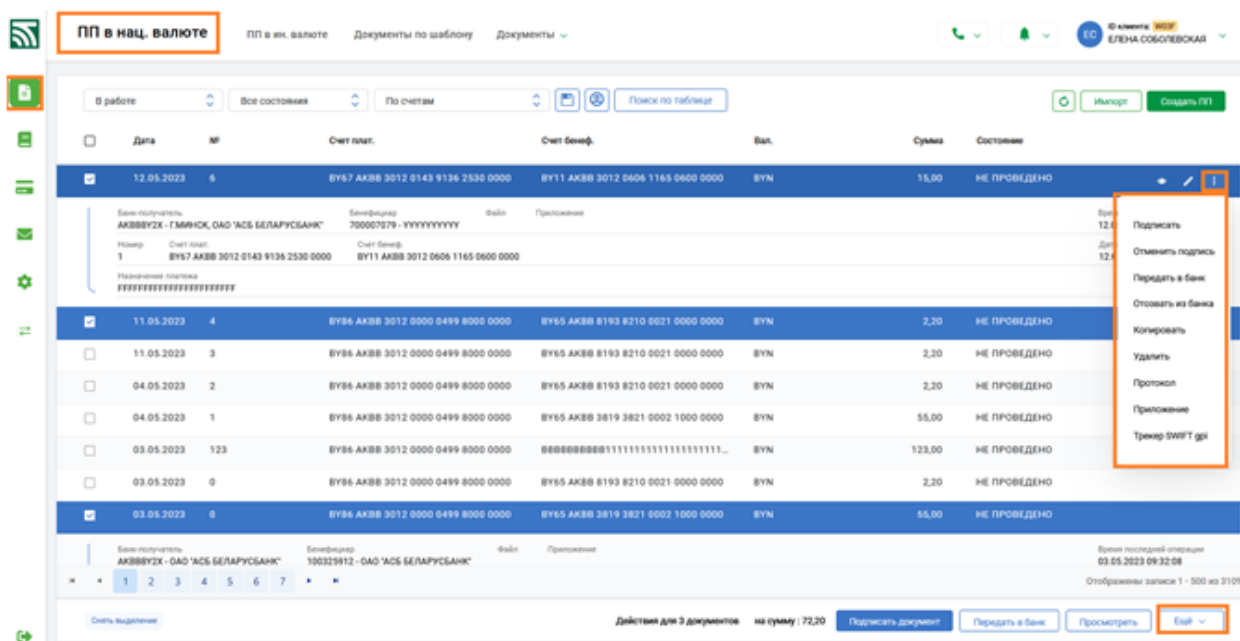 ПП в нац. валюте ПП в ин. валюте Документы по шаблону Документы
ЕС ID клиента: W03F
ЕЛЕНА СОБОЛЕВСКАЯ
В работе Все состояния По счетам Поиск по таблице Импорт Создать ПП
Дата № Счет плат. Счет бенеф. Вал. Сумма Состояние
12.05.2023 6 BY67 AKBB 3012 0143 9136 2530 0000 BY11 AKBB 3012 0606 1165 0600 0000 BYN 15,00 НЕ ПРОВЕДЕНО
Банк-получатель Бенефициар Файл Приложение
AKBBBY2X - Г.МИНСК, ОАО "АСБ БЕЛАРУСБАНК" 700007079 - YYYYYYYYYY
Номер Счет плат. Счет бенеф.
1 BY67 AKBB 3012 0143 9136 2530 0000 BY11 AKBB 3012 0606 1165 0600 0000
Назначение платежа
Подписать
Отменить подпись
Передать в банк
Отозвать из банка
Копировать
Удалить
Протокол
Приложение
Трекер SWIFT gpi
11.05.2023 4 BY86 AKBB 3012 0000 0499 8000 0000 BY65 AKBB 8193 8210 0021 0000 0000 BYN 2,20 НЕ ПРОВЕДЕНО
11.05.2023 3 BY86 AKBB 3012 0000 0499 8000 0000 BY65 AKBB 8193 8210 0021 0000 0000 BYN 2,20 НЕ ПРОВЕДЕНО
04.05.2023 2 BY86 AKBB 3012 0000 0499 8000 0000 BY65 AKBB 8193 8210 0021 0000 0000 BYN 2,20 НЕ ПРОВЕДЕНО
04.05.2023 1 BY86 AKBB 3012 0000 0499 8000 0000 BY65 AKBB 3819 3821 0002 1000 0000 BYN 55,00 НЕ ПРОВЕДЕНО
03.05.2023 123 BY86 AKBB 3012 0000 0499 8000 0000 BYN 123,00 НЕ ПРОВЕДЕНО
03.05.2023 0 BY86 AKBB 3012 0000 0499 8000 0000 BY65 AKBB 8193 8210 0021 0000 0000 BYN 2,20 НЕ ПРОВЕДЕНО
03.05.2023 0 BY86 AKBB 3012 0000 0499 8000 0000 BY65 AKBB 3819 3821 0002 1000 0000 BYN 55,00 НЕ ПРОВЕДЕНО
Банк-получатель Бенефициар Файл Приложение Время последней операции
AKBBBY2X - ОАО "АСБ БЕЛАРУСБАНК" 100325912 - ОАО "АСБ БЕЛАРУСБАНК" 03.05.2023 09:32:08
1 2 3 4 5 6 7 Отображены записи 1 - 500 из 3109
Снять выделение Действия для 3 документов на сумму : 72,20 Подписать документ Передать в банк Просмотреть Ещё